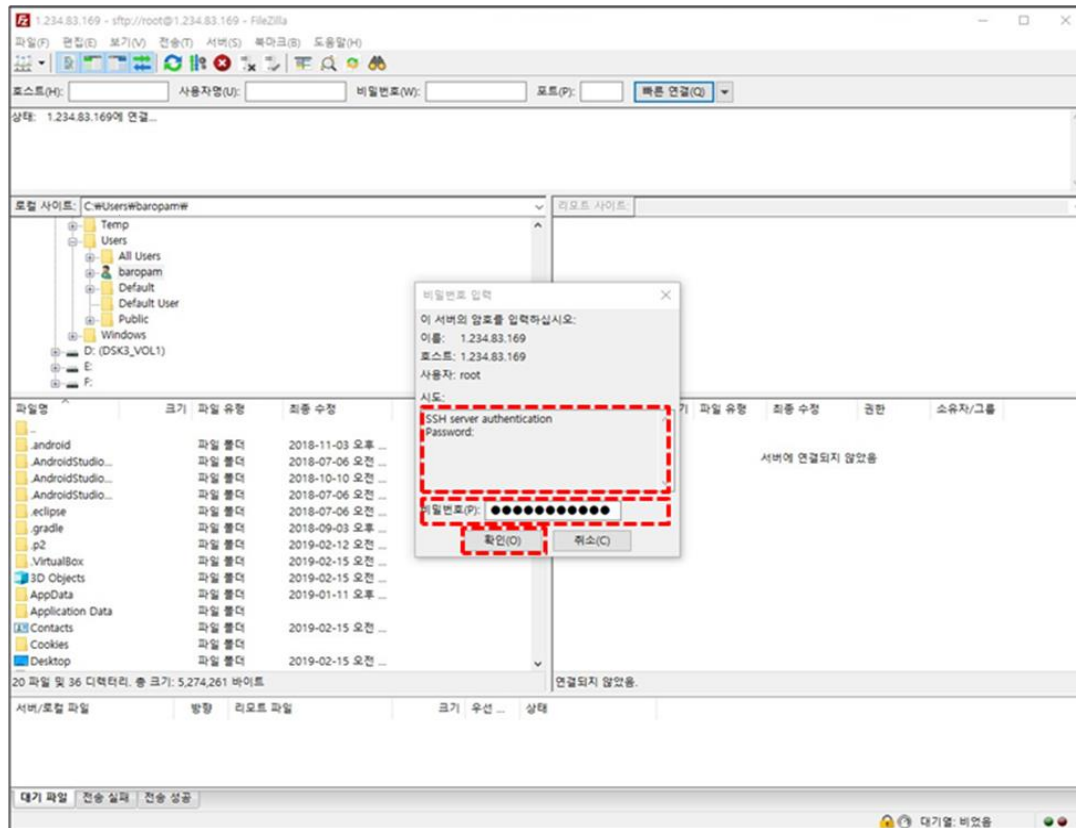 1.234.83.169 - sftp://root@1.234.83.169 - FileZilla
파일(F) 편집(E) 보기(V) 전송(T) 서버(S) 북마크(B) 도움말(H)
호스트(H): 사용자명(U): 비밀번호(W): 포트(P): 빠른 연결(Q)
상태: 1.234.83.169에 연결...
로컬 사이트: C:₩Users₩baropam₩
리모트 사이트:
Temp
Users
All Users
baropam
Default
Default User
Public
Windows
D: (DSK3_VOL1)
E:
F:
파일명 크기 파일 유형 최종 수정
..
.android 파일 폴더 2018-11-03 오후 ...
.AndroidStudio... 파일 폴더 2018-07-06 오전 ...
.AndroidStudio... 파일 폴더 2018-10-10 오전 ...
.AndroidStudio... 파일 폴더 2018-07-06 오전 ...
.eclipse 파일 폴더 2018-07-06 오전 ...
.gradle 파일 폴더 2018-09-03 오후 ...
.p2 파일 폴더 2019-02-12 오전 ...
.VirtualBox 파일 폴더 2019-02-15 오전 ...
3D Objects 파일 폴더 2019-02-15 오전 ...
AppData 파일 폴더 2019-01-11 오후 ...
Application Data 파일 폴더
Contacts 파일 폴더 2019-02-15 오전 ...
Cookies 파일 폴더
Desktop 파일 폴더 2019-02-15 오전 ...
20 파일 및 36 디렉터리. 총 크기: 5,274,261 바이트
비밀번호 입력
이 서버의 암호를 입력하십시오:
이름: 1.234.83.169
호스트: 1.234.83.169
사용자: root
시도:
SSH server authentication
Password:
비밀번호(P): ●●●●●●●●●●●
확인(O) 취소(C)
기 파일 유형 최종 수정 권한 소유자/그룹
서버에 연결되지 않았음
연결되지 않았음.
서버/로컬 파일 방향 리모트 파일 크기 우선 ... 상태
대기 파일 전송 실패 전송 성공
대기열: 비었음